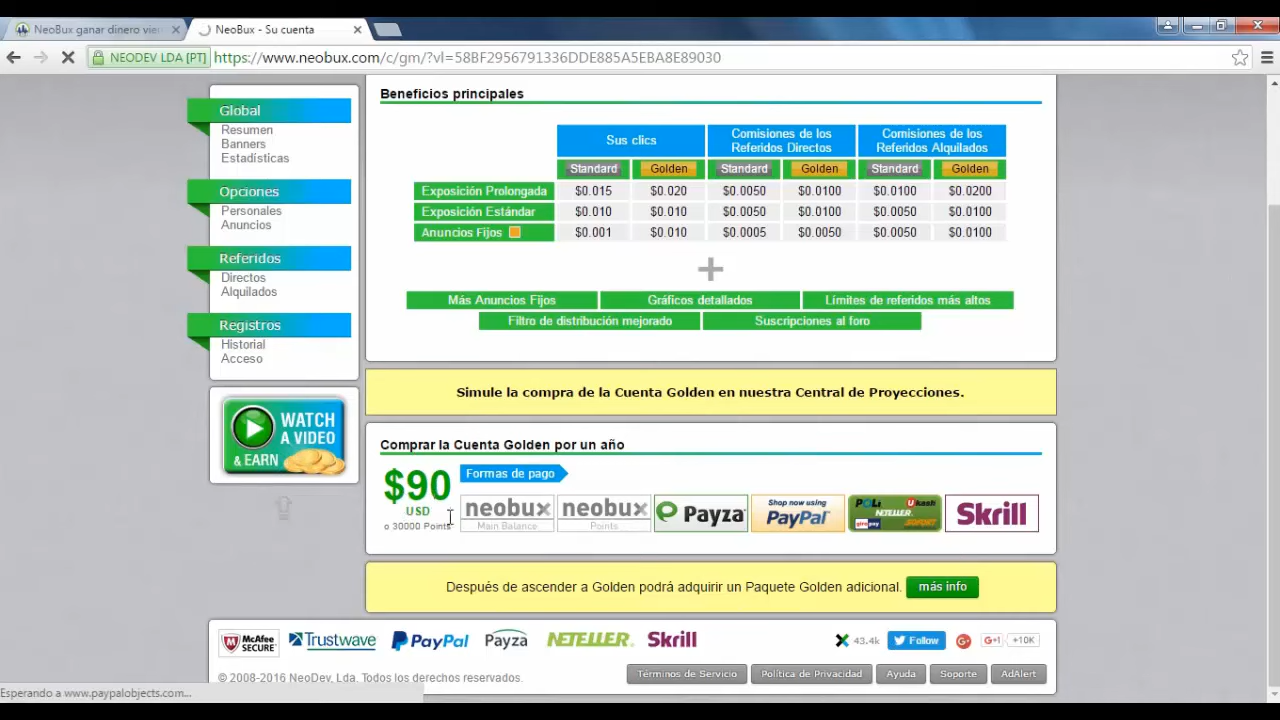 NeoBux ganar dinero vie
NeoBux - Su cuenta
NEODEV LDA [PT]
https://www.neobux.com/c/gm/?vl=58BF2956791336DDE885A5EBA8E89030
Global
Resumen
Banners
Estadísticas
Opciones
Personales
Anuncios
Referidos
Directos
Alquilados
Registros
Historial
Acceso
WATCH
A VIDEO
& EARN
Beneficios principales
Sus clics
Comisiones de los
Referidos Directos
Comisiones de los
Referidos Alquilados
Standard Golden Standard Golden Standard Golden
Exposición Prolongada $0.015 $0.020 $0.0050 $0.0100 $0.0100 $0.0200
Exposición Estándar $0.010 $0.010 $0.0050 $0.0100 $0.0050 $0.0100
Anuncios Fijos $0.001 $0.010 $0.0005 $0.0050 $0.0050 $0.0100
Más Anuncios Fijos Gráficos detallados Límites de referidos más altos
Filtro de distribución mejorado Suscripciones al foro
Simule la compra de la Cuenta Golden en nuestra Central de Proyecciones.
Comprar la Cuenta Golden por un año
$90
USD
o 30000 Points
Formas de pago
neobux
Main Balance
neobux
Points
Payza
Shop now using
PayPal
POLi Ukash
NETELLER
giropay SOFORT
Skrill
Después de ascender a Golden podrá adquirir un Paquete Golden adicional. más info
McAfee
SECURE
Trustwave PayPal Payza NETELLER Skrill
43.4k Follow G+1 +10K
© 2008-2016 NeoDev, Lda. Todos los derechos reservados.
Términos de Servicio Política de Privacidad Ayuda Soporte AdAlert
Esperando a www.paypalobjects.com...